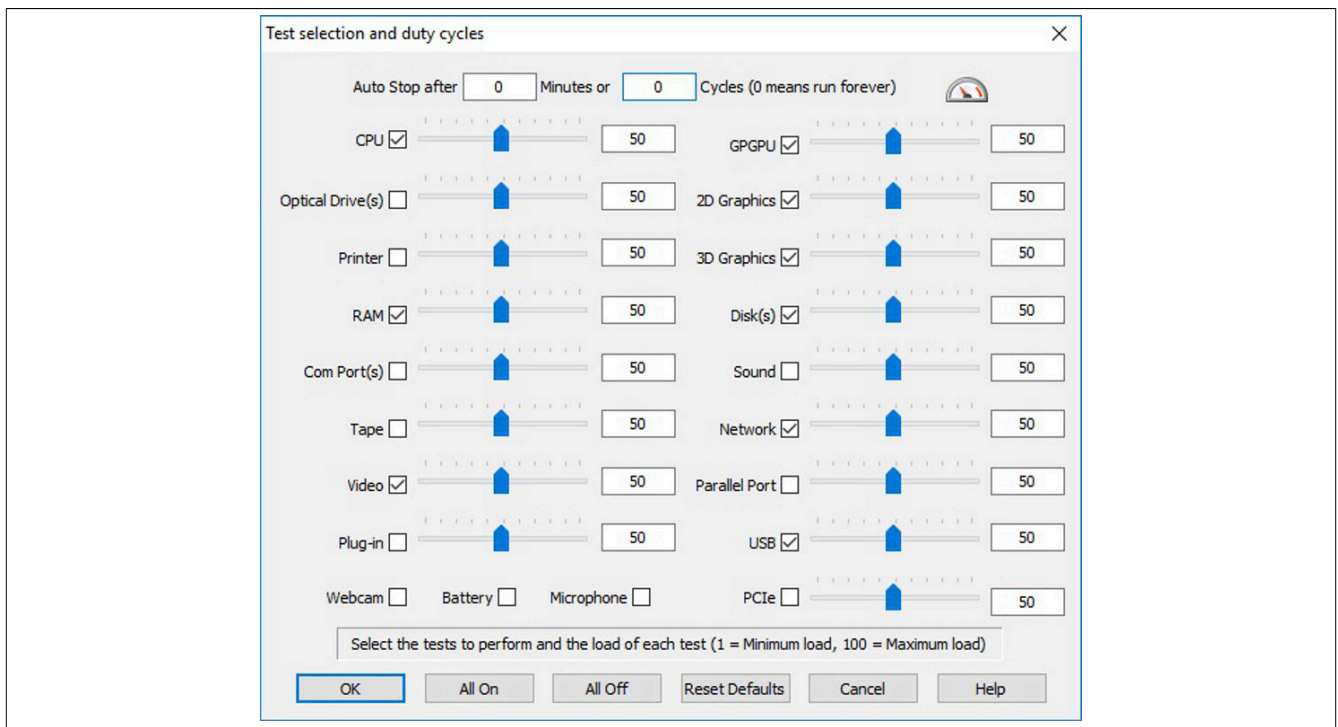 Test selection and duty cycles
Auto Stop after 0 Minutes or 0 Cycles (0 means run forever)
CPU 50 GPGPU 50
Optical Drive(s) 50 2D Graphics 50
Printer 50 3D Graphics 50
RAM 50 Disk(s) 50
Com Port(s) 50 Sound 50
Tape 50 Network 50
Video 50 Parallel Port 50
Plug-in 50 USB 50
Webcam Battery Microphone PCIe 50
Select the tests to perform and the load of each test (1 = Minimum load, 100 = Maximum load)
OK All On All Off Reset Defaults Cancel Help